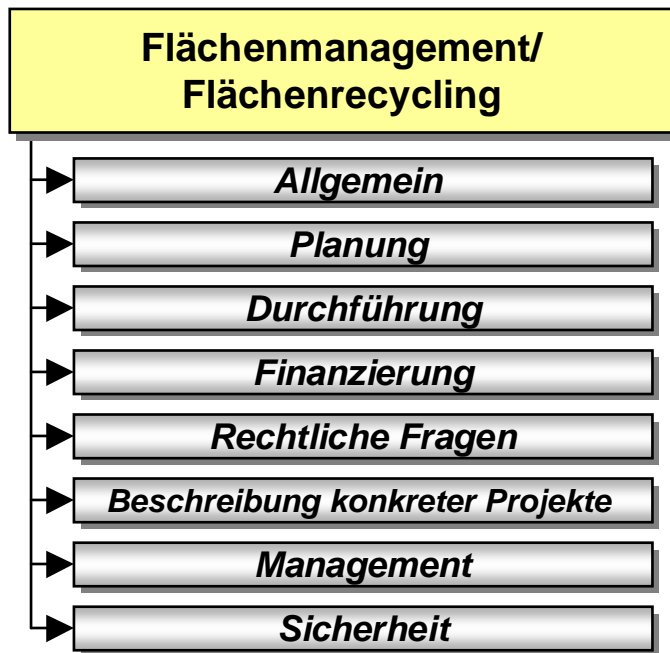 Flächenmanagement/
Flächenrecycling
Allgemein
Planung
Durchführung
Finanzierung
Rechtliche Fragen
Beschreibung konkreter Projekte
Management
Sicherheit